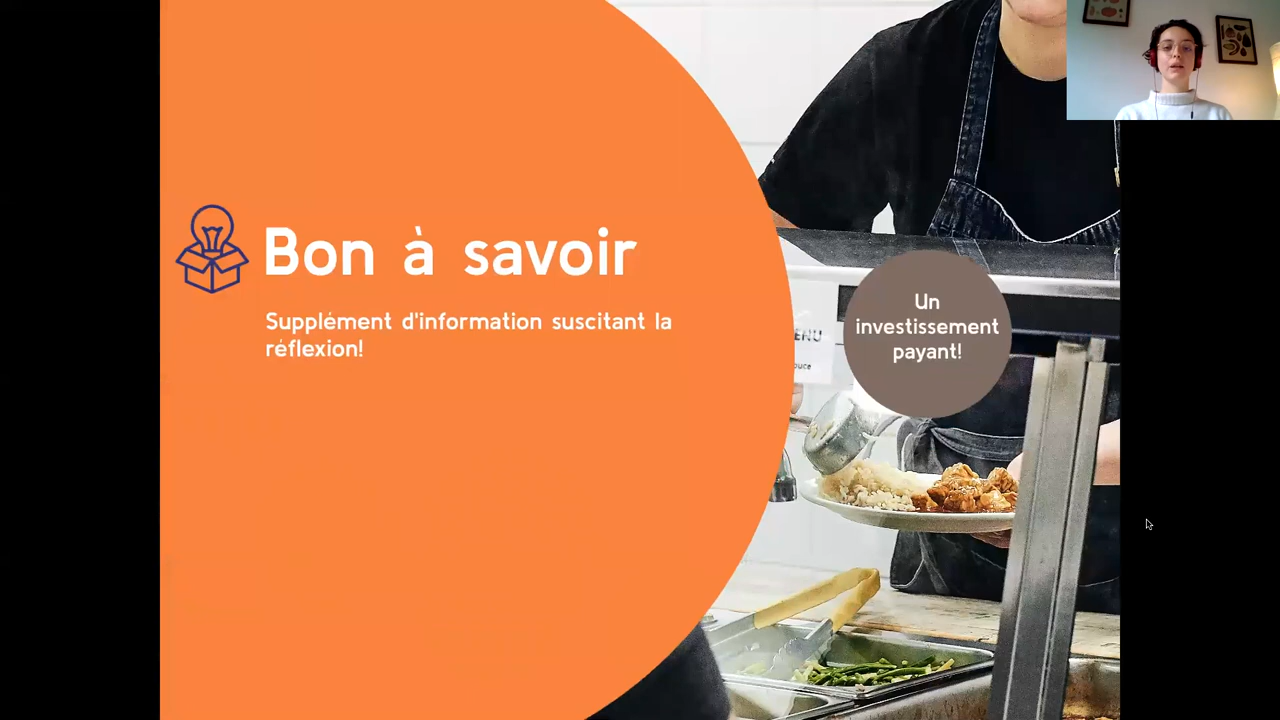 Bon à savoir
Supplément d'information suscitant la
réflexion!
Un
investissement
payant!